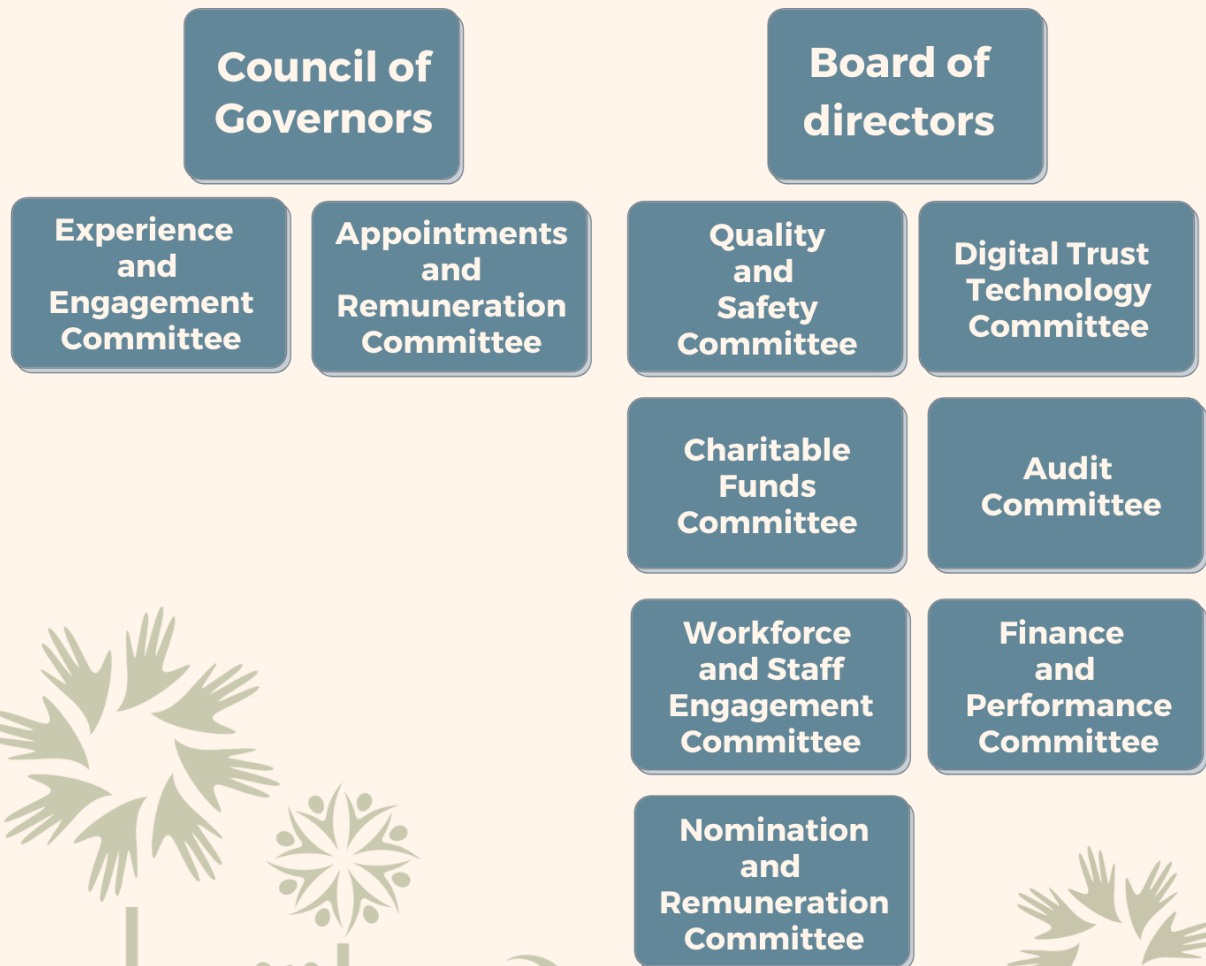 Council of
Governors
Board of
directors
Experience
and
Engagement
Committee
Appointments
and
Remuneration
Committee
Quality
and
Safety
Committee
Digital Trust
Technology
Committee
Charitable
Funds
Committee
Audit
Committee
Workforce
and Staff
Engagement
Committee
Finance
and
Performance
Committee
Nomination
and
Remuneration
Committee